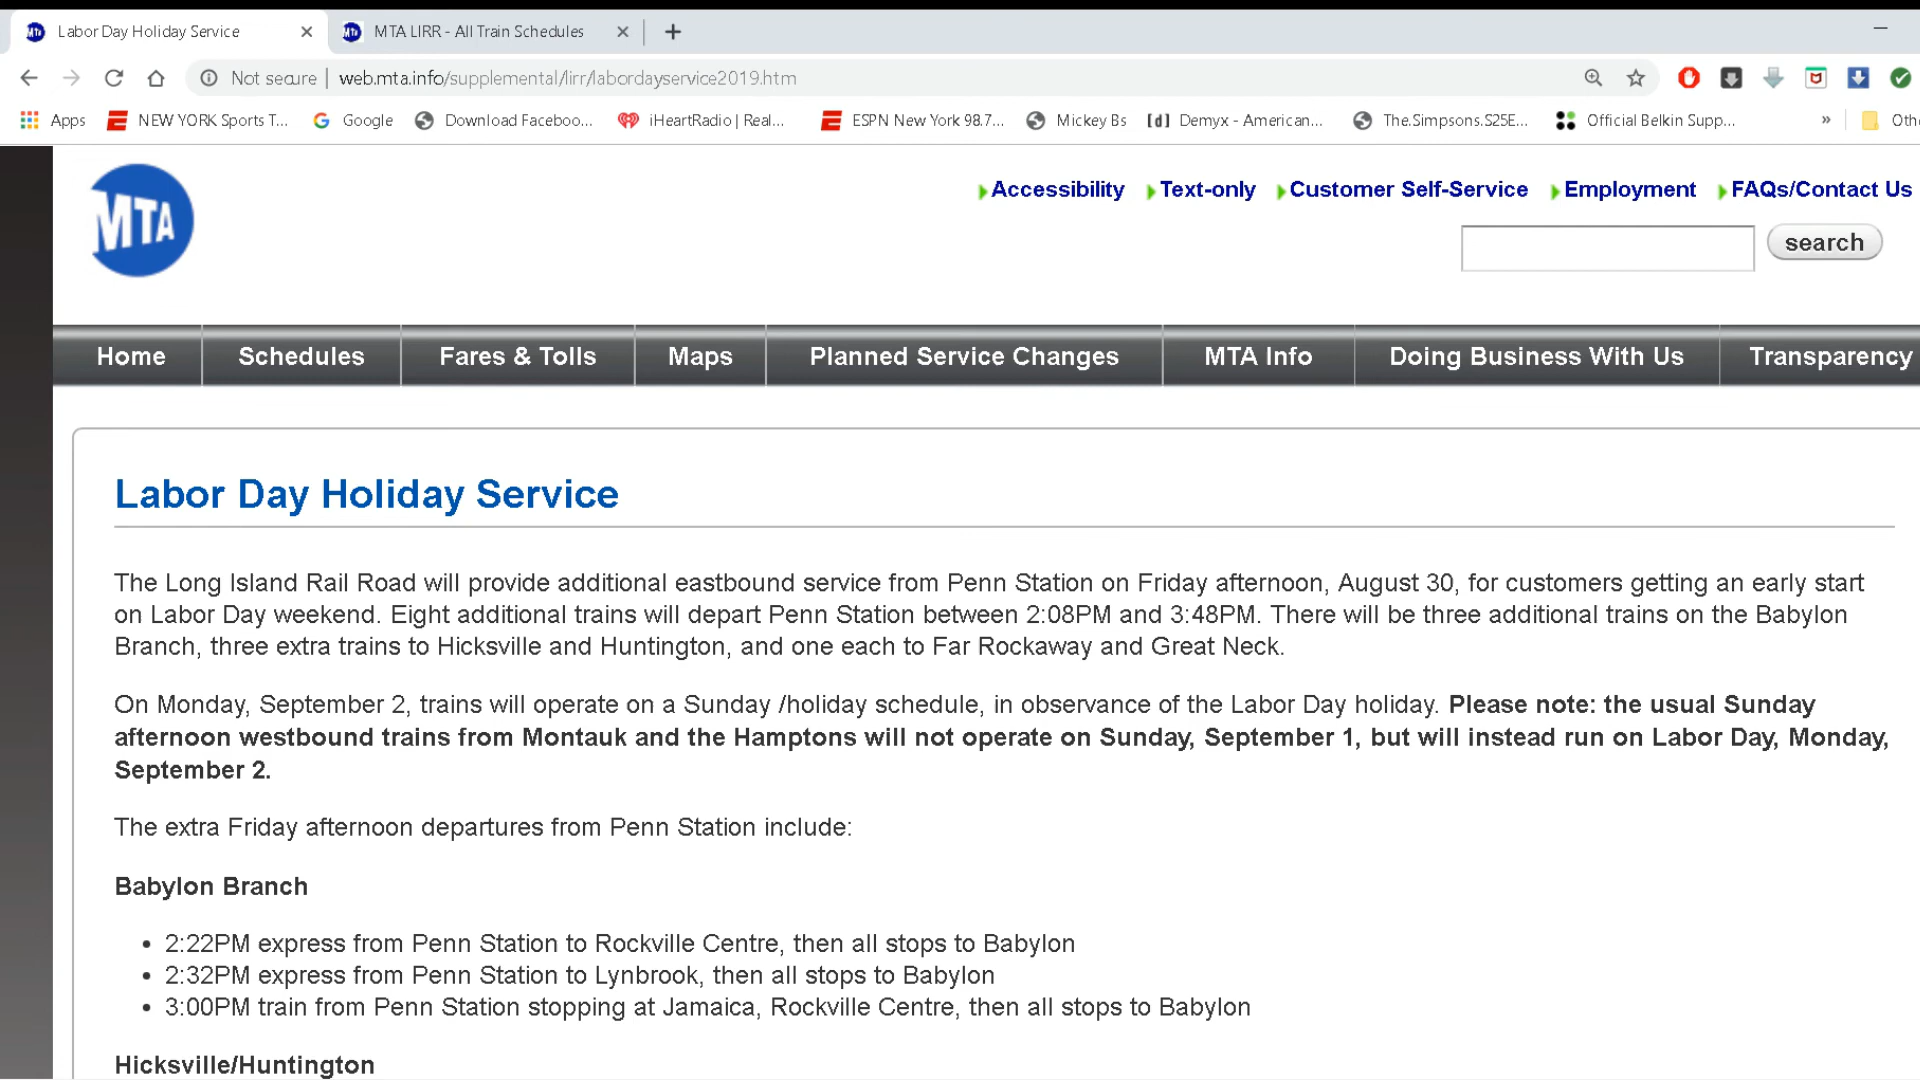 Labor Day Holiday Service
MTA LIRR - All Train Schedules
Not secure | web.mta.info/supplemental/lirr/labordayservice2019.htm
Apps NEW YORK Sports T... Google Download Faceboo... iHeartRadio | Real... ESPN New York 98.7... Mickey Bs [d] Demyx - American... The.Simpsons.S25E... Official Belkin Supp... » Othe
MTA
Accessibility Text-only Customer Self-Service Employment FAQs/Contact Us
search
Home Schedules Fares & Tolls Maps Planned Service Changes MTA Info Doing Business With Us Transparency
Labor Day Holiday Service
The Long Island Rail Road will provide additional eastbound service from Penn Station on Friday afternoon, August 30, for customers getting an early start
on Labor Day weekend. Eight additional trains will depart Penn Station between 2:08PM and 3:48PM. There will be three additional trains on the Babylon
Branch, three extra trains to Hicksville and Huntington, and one each to Far Rockaway and Great Neck.
On Monday, September 2, trains will operate on a Sunday /holiday schedule, in observance of the Labor Day holiday. Please note: the usual Sunday
afternoon westbound trains from Montauk and the Hamptons will not operate on Sunday, September 1, but will instead run on Labor Day, Monday,
September 2.
The extra Friday afternoon departures from Penn Station include:
Babylon Branch
• 2:22PM express from Penn Station to Rockville Centre, then all stops to Babylon
• 2:32PM express from Penn Station to Lynbrook, then all stops to Babylon
• 3:00PM train from Penn Station stopping at Jamaica, Rockville Centre, then all stops to Babylon
Hicksville/Huntington